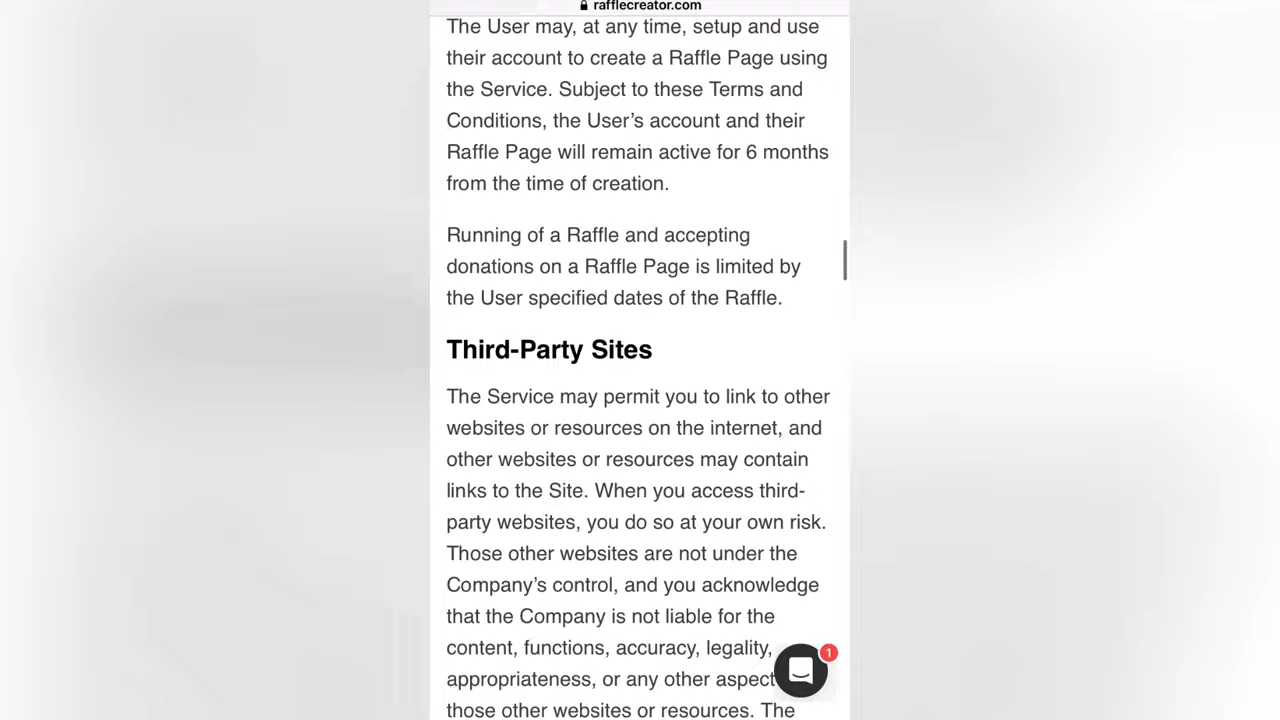 rafflecreator.com
The User may, at any time, setup and use
their account to create a Raffle Page using
the Service. Subject to these Terms and
Conditions, the User’s account and their
Raffle Page will remain active for 6 months
from the time of creation.
Running of a Raffle and accepting
donations on a Raffle Page is limited by
the User specified dates of the Raffle.
Third-Party Sites
The Service may permit you to link to other
websites or resources on the internet, and
other websites or resources may contain
links to the Site. When you access third-
party websites, you do so at your own risk.
Those other websites are not under the
Company’s control, and you acknowledge
that the Company is not liable for the
content, functions, accuracy, legality,
appropriateness, or any other aspect
those other websites or resources. The
1